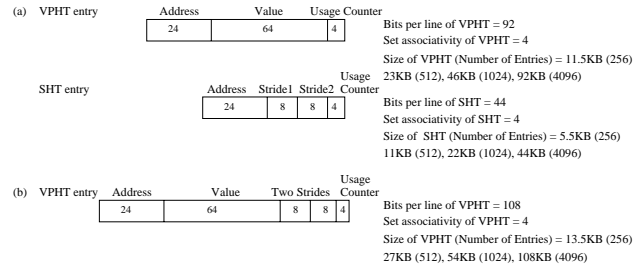 (a) VPHT entry
Address Value Usage Counter
24 64 4
Bits per line of VPHT = 92
Set associativity of VPHT = 4
Size of VPHT (Number of Entries) = 11.5KB (256)
23KB (512), 46KB (1024), 92KB (4096)
SHT entry
Usage
Address Stride1 Stride2 Counter
24 8 8 4
Bits per line of SHT = 44
Set associativity of SHT = 4
Size of SHT (Number of Entries) = 5.5KB (256)
11KB (512), 22KB (1024), 44KB (4096)
Usage
(b) VPHT entry Address Value Two Strides Counter
24 64 8 8 4
Bits per line of VPHT = 108
Set associativity of VPHT = 4
Size of VPHT (Number of Entries) = 13.5KB (256)
27KB (512), 54KB (1024), 108KB (4096)